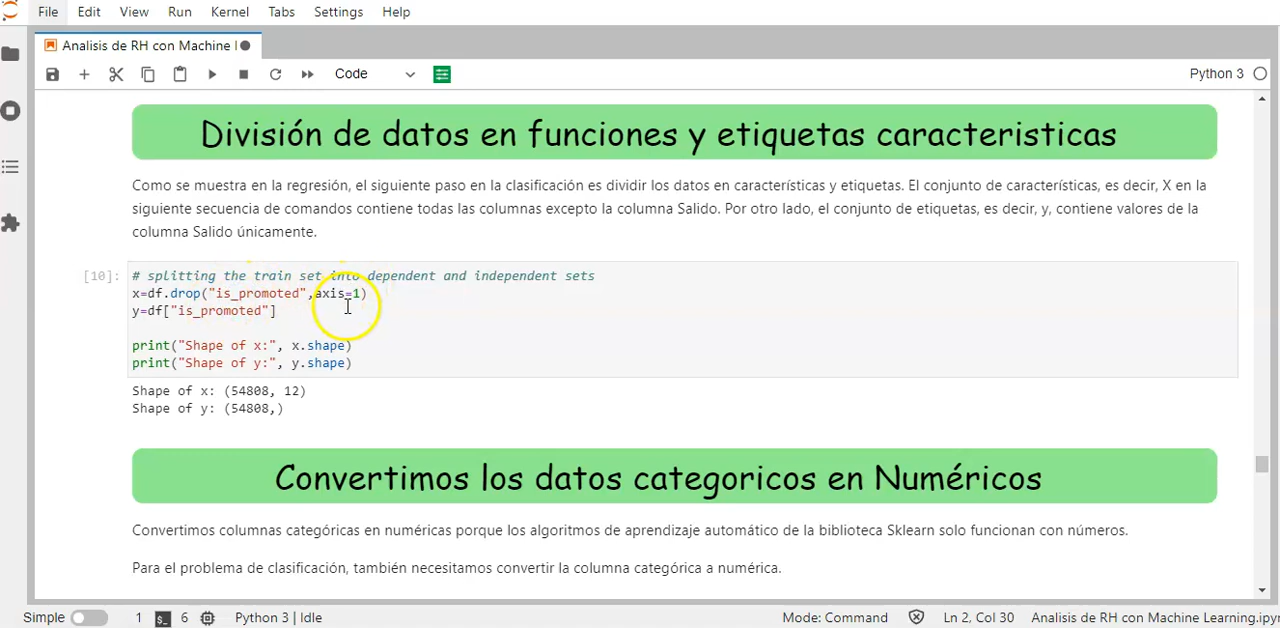 File Edit View Run Kernel Tabs Settings Help
Analisis de RH con Machine
Code
Python 3
División de datos en funciones y etiquetas caracteristicas
Como se muestra en la regresión, el siguiente paso en la clasificación es dividir los datos en características y etiquetas. El conjunto de características, es decir, X en la
siguiente secuencia de comandos contiene todas las columnas excepto la columna Salido. Por otro lado, el conjunto de etiquetas, es decir, y, contiene valores de la
columna Salido únicamente.
[10]: # splitting the train set into dependent and independent sets
x=df.drop("is_promoted",axis=1)
y=df["is_promoted"]
print("Shape of x:", x.shape)
print("Shape of y:", y.shape)
Shape of x: (54808, 12)
Shape of y: (54808,)
Convertimos los datos categoricos en Numéricos
Convertimos columnas categóricas en numéricas porque los algoritmos de aprendizaje automático de la biblioteca Sklearn solo funcionan con números.
Para el problema de clasificación, también necesitamos convertir la columna categórica a numérica.
Simple 1 $_ 6 Python 3 | Idle Mode: Command Ln 2, Col 30 Analisis de RH con Machine Learning.ipy